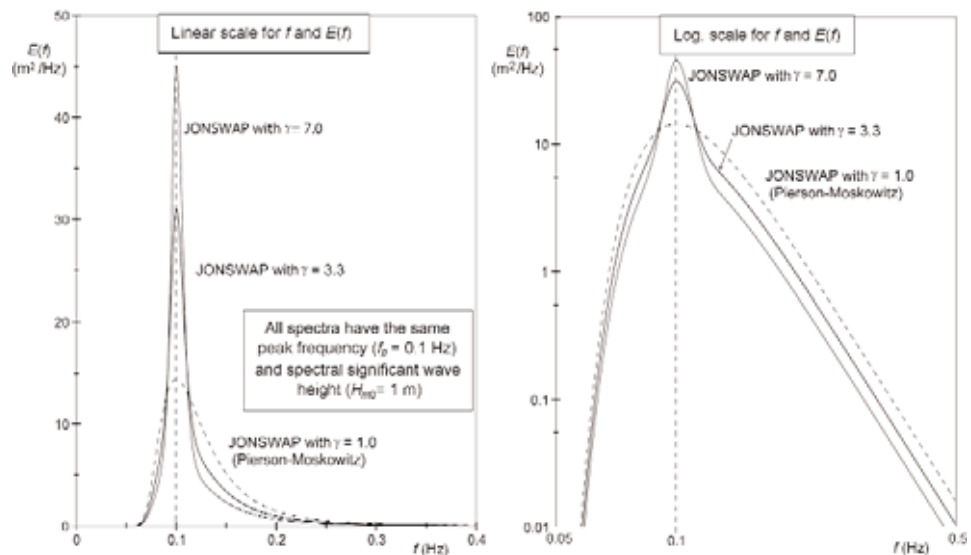 50
E(f)
(m²/Hz)
Linear scale for f and E(f)
40
JONSWAP with γ= 7.0
30
JONSWAP with γ = 3.3
20
All spectra have the same
peak frequency (fp = 0.1 Hz)
and spectral significant wave
height (Hm0= 1 m)
10
JONSWAP with γ = 1.0
(Pierson-Moskowitz)
0
0
0.1
0.2
0.3
0.4
f (Hz)
100
E(f)
(m²/Hz)
Log. scale for f and E(f)
JONSWAP with γ = 7.0
10
JONSWAP with γ = 3.3
JONSWAP with γ = 1.0
(Pierson-Moskowitz)
1
0.1
0.01
0.05
0.1
f (Hz)
0.5